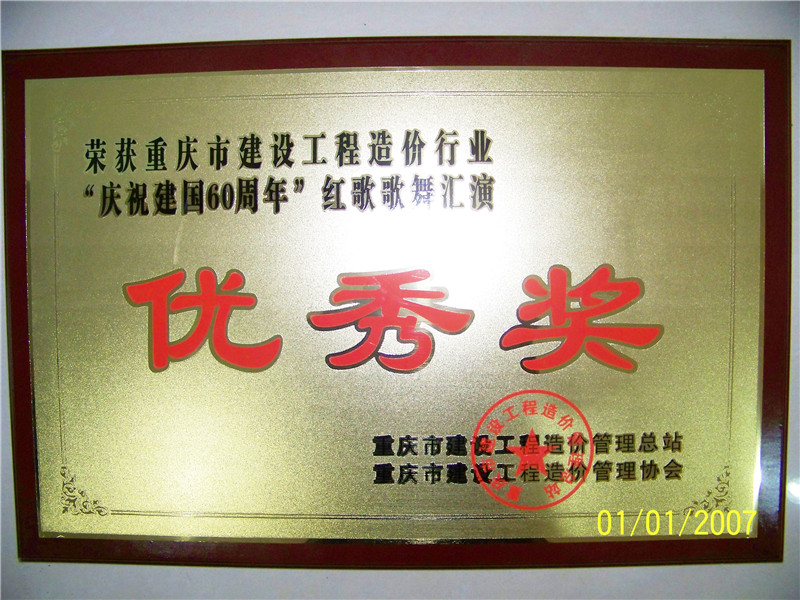 荣获重庆市建设工程造价行业
“庆祝建国60周年”红歌歌舞汇演
优秀奖
重庆市建设工程造价管理总站
重庆市建设工程造价管理协会
01/01/2007